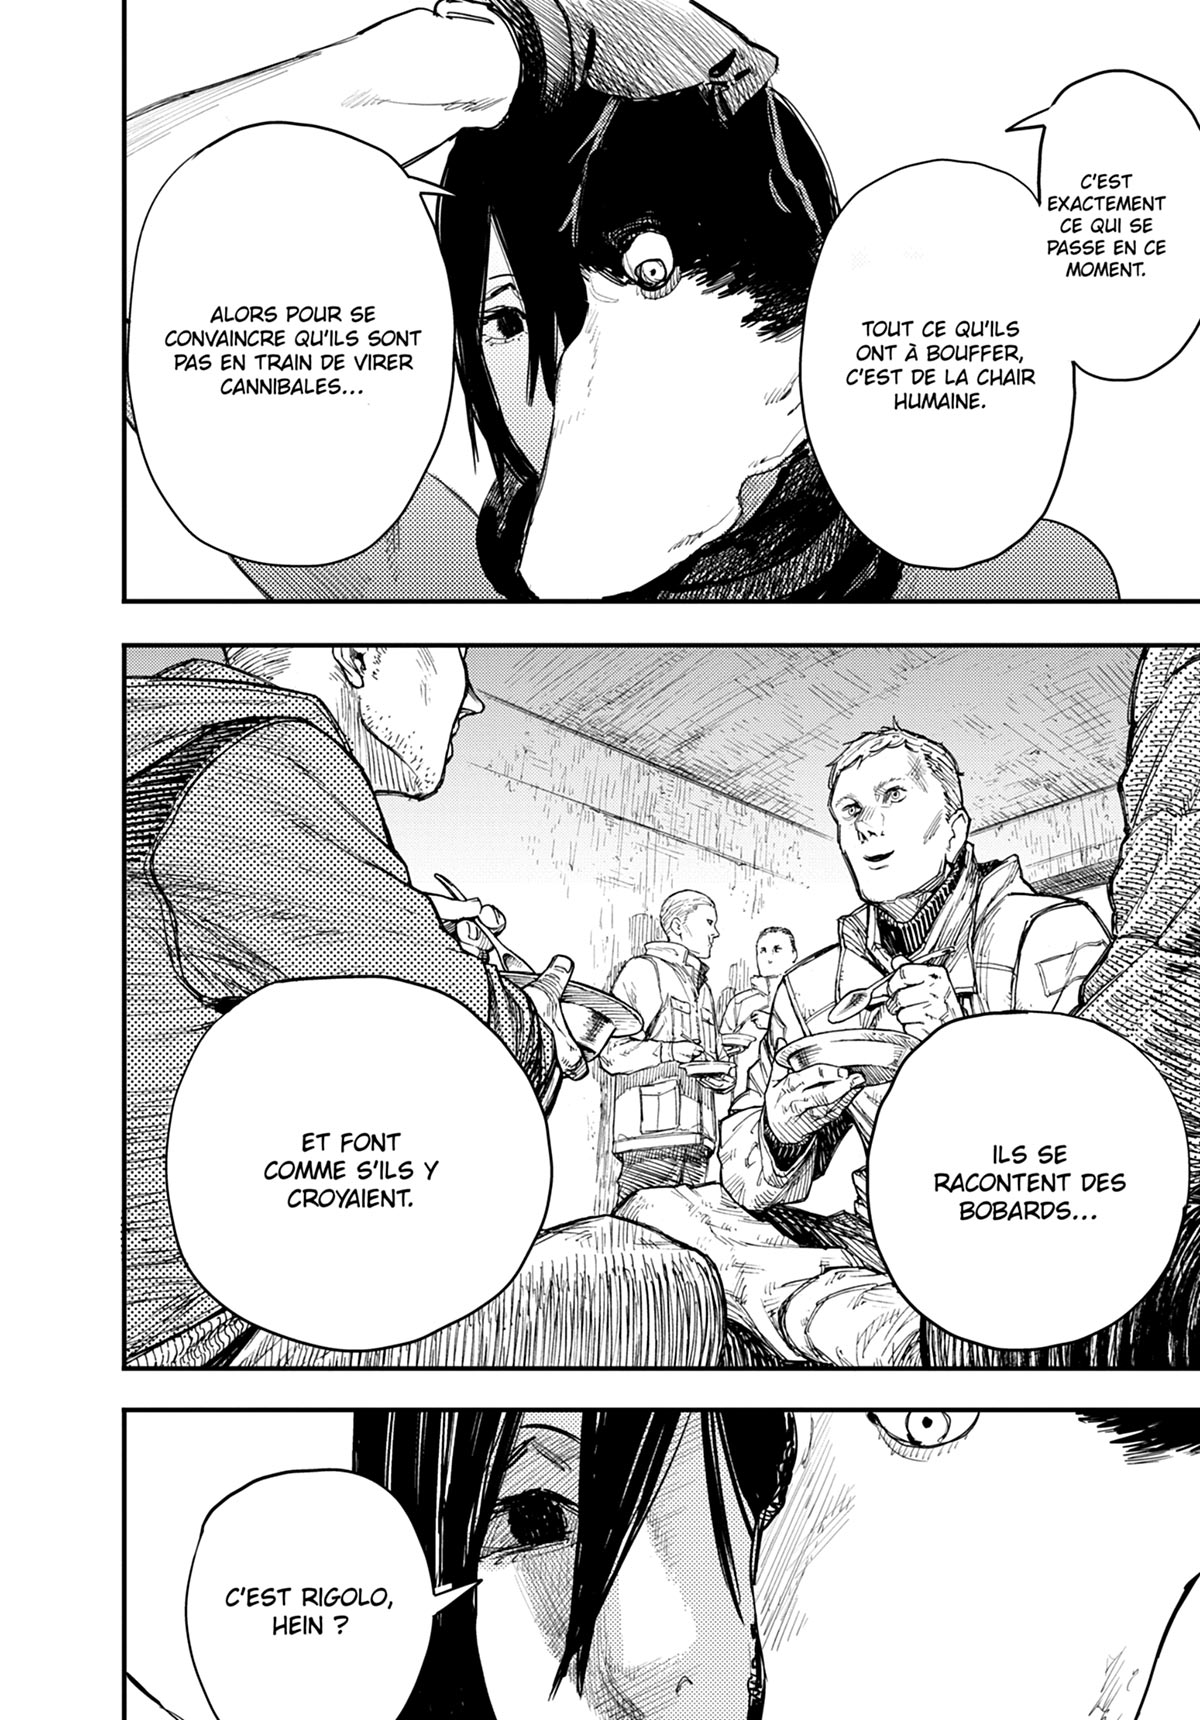 C'EST
EXACTEMENT
CE QUI SE
PASSE EN CE
MOMENT.
TOUT CE QU'ILS
ONT À BOUFFER,
C'EST DE LA CHAIR
HUMAINE.
ALORS POUR SE
CONVAINCRE QU'ILS SONT
PAS EN TRAIN DE VIRER
CANNIBALES...
ILS SE
RACONTENT DES
BOBARDS...
ET FONT
COMME S'ILS Y
CROYAIENT.
C'EST RIGOLO,
HEIN ?